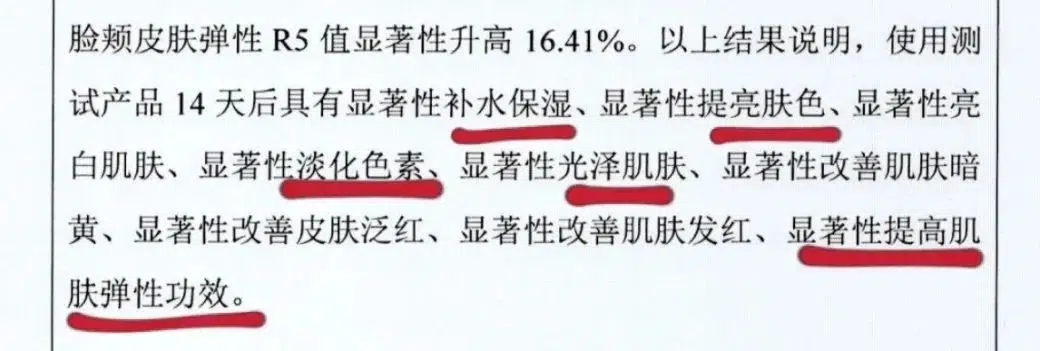 脸颊皮肤弹性 R5 值显著性升高 16.41%。以上结果说明，使用测
试产品 14 天后具有显著性补水保湿、显著性提亮肤色、显著性亮
白肌肤、显著性淡化色素、显著性光泽肌肤、显著性改善肌肤暗
黄、显著性改善皮肤泛红、显著性改善肌肤发红、显著性提高肌
肤弹性功效。